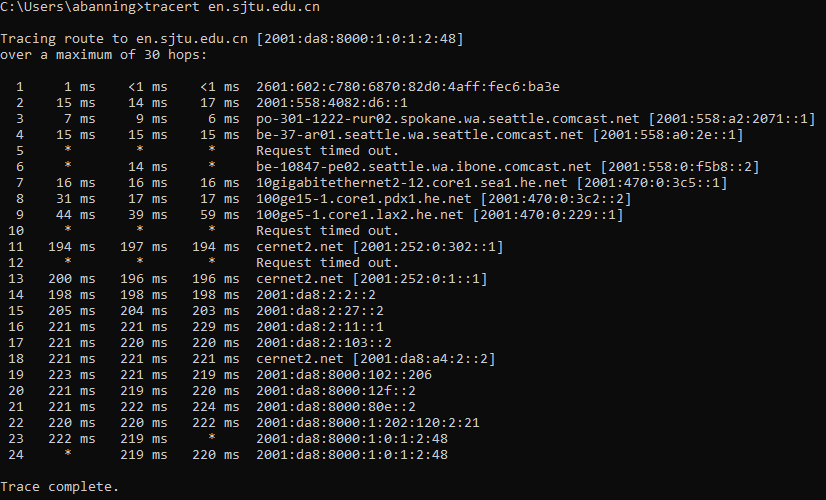 C:\Users\abanning>tracert en.sjtu.edu.cn
Tracing route to en.sjtu.edu.cn [2001:da8:8000:1:0:1:2:48]
over a maximum of 30 hops:
1 1 ms <1 ms <1 ms 2601:602:c780:6870:82d0:4aff:fec6:ba3e
2 15 ms 14 ms 17 ms 2001:558:4082:d6::1
3 7 ms 9 ms 6 ms po-301-1222-rur02.spokane.wa.seattle.comcast.net [2001:558:a2:2071::1]
4 15 ms 15 ms 15 ms be-37-ar01.seattle.wa.seattle.comcast.net [2001:558:a0:2e::1]
5 * * * Request timed out.
6 * 14 ms * be-10847-pe02.seattle.wa.ibone.comcast.net [2001:558:0:f5b8::2]
7 16 ms 16 ms 16 ms 10gigabitethernet2-12.core1.sea1.he.net [2001:470:0:3c5::1]
8 31 ms 17 ms 17 ms 100ge15-1.core1.pdx1.he.net [2001:470:0:3c2::2]
9 44 ms 39 ms 59 ms 100ge5-1.core1.lax2.he.net [2001:470:0:229::1]
10 * * * Request timed out.
11 194 ms 197 ms 194 ms cernet2.net [2001:252:0:302::1]
12 * * * Request timed out.
13 200 ms 196 ms 196 ms cernet2.net [2001:252:0:1::1]
14 198 ms 198 ms 198 ms 2001:da8:2:2::2
15 205 ms 204 ms 203 ms 2001:da8:2:27::2
16 221 ms 221 ms 229 ms 2001:da8:2:11::1
17 221 ms 220 ms 220 ms 2001:da8:2:103::2
18 221 ms 221 ms 221 ms cernet2.net [2001:da8:a4:2::2]
19 223 ms 221 ms 219 ms 2001:da8:8000:102::206
20 221 ms 219 ms 220 ms 2001:da8:8000:12f::2
21 221 ms 222 ms 224 ms 2001:da8:8000:80e::2
22 220 ms 220 ms 222 ms 2001:da8:8000:1:202:120:2:21
23 222 ms 219 ms * 2001:da8:8000:1:0:1:2:48
24 * 219 ms 220 ms 2001:da8:8000:1:0:1:2:48
Trace complete.